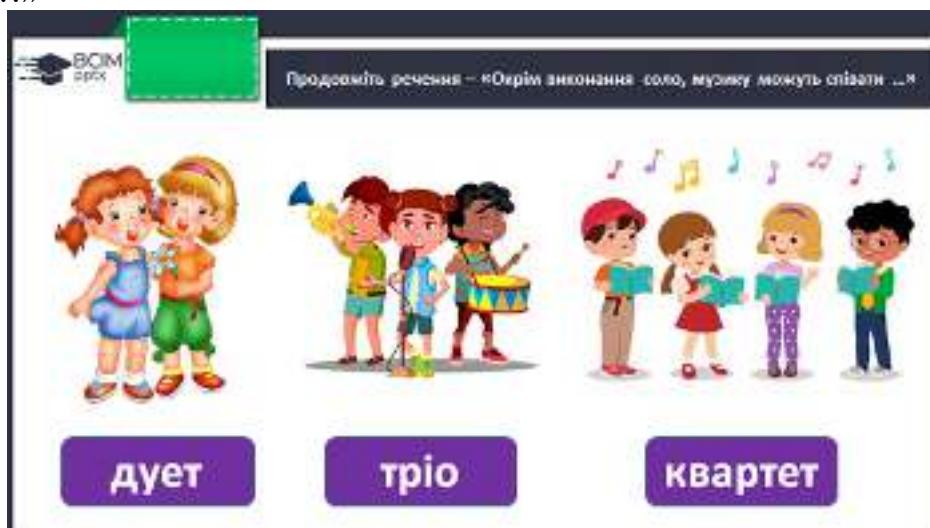 ВСІМ
pptx
Продовжіть речення – «Окрім виконання соло, музику можуть співати ...»
дует
тріо
квартет